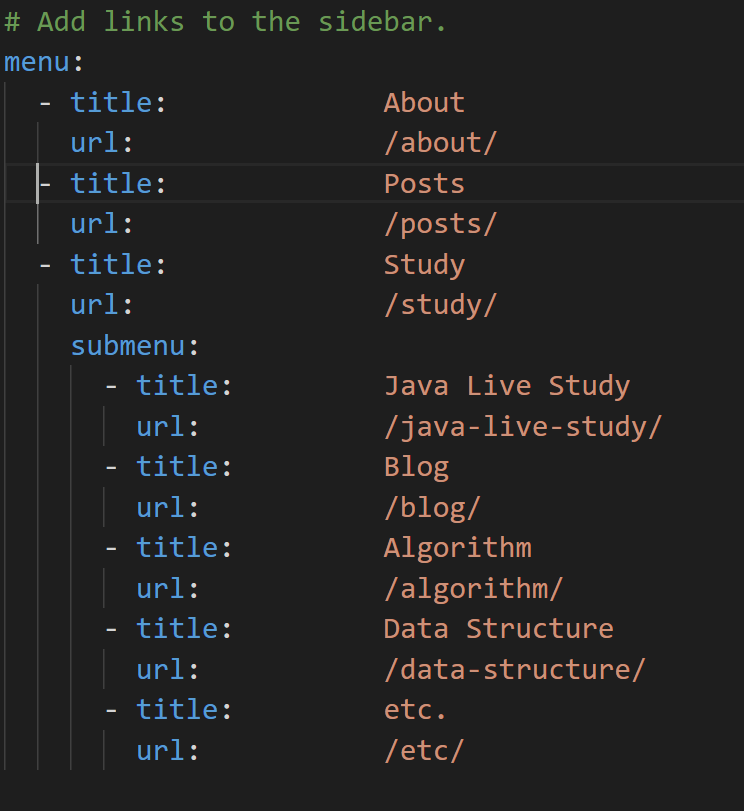 # Add links to the sidebar.
menu:
  - title:             About
    url:               /about/
  - title:             Posts
    url:               /posts/
  - title:             Study
    url:               /study/
    submenu:
      - title:         Java Live Study
        url:           /java-live-study/
      - title:         Blog
        url:           /blog/
      - title:         Algorithm
        url:           /algorithm/
      - title:         Data Structure
        url:           /data-structure/
      - title:         etc.
        url:           /etc/